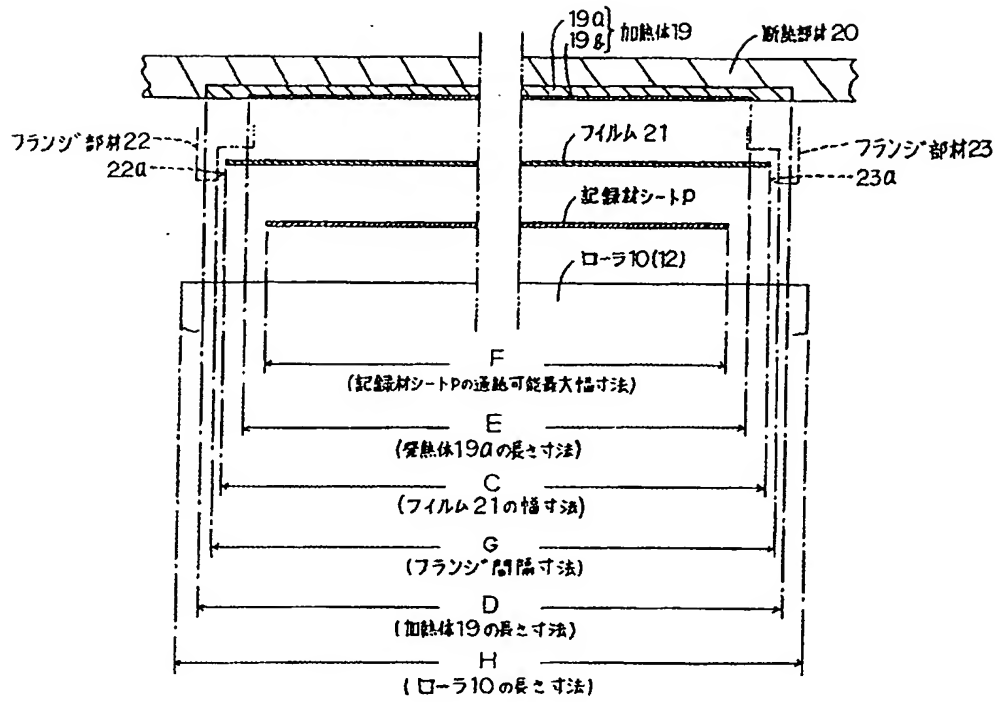 19a
19b } 加熱体19
断熱部材20
フランジ部材22
22a
フイルム21
フランジ部材23
23a
記録材シートP
ローラ10(12)
F
(記録材シートPの通紙可能最大幅寸法)
E
(発熱体19aの長さ寸法)
C
(フイルム21の幅寸法)
G
(フランジ間隔寸法)
D
(加熱体19の長さ寸法)
H
(ローラ10の長さ寸法)